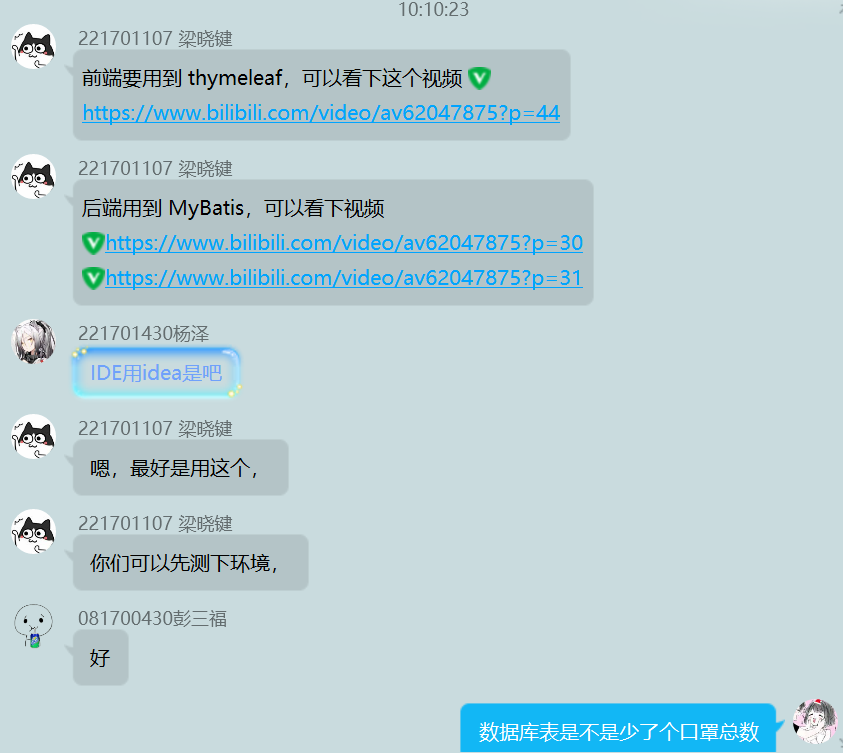 10:10:23
221701107 梁晓键
前端要用到 thymeleaf，可以看下这个视频
https://www.bilibili.com/video/av62047875?p=44
221701107 梁晓键
后端用到 MyBatis，可以看下视频
https://www.bilibili.com/video/av62047875?p=30
https://www.bilibili.com/video/av62047875?p=31
221701430杨泽
IDE用idea是吧
221701107 梁晓键
嗯，最好是用这个，
221701107 梁晓键
你们可以先测下环境，
081700430彭三福
好
数据库表是不是少了个口罩总数